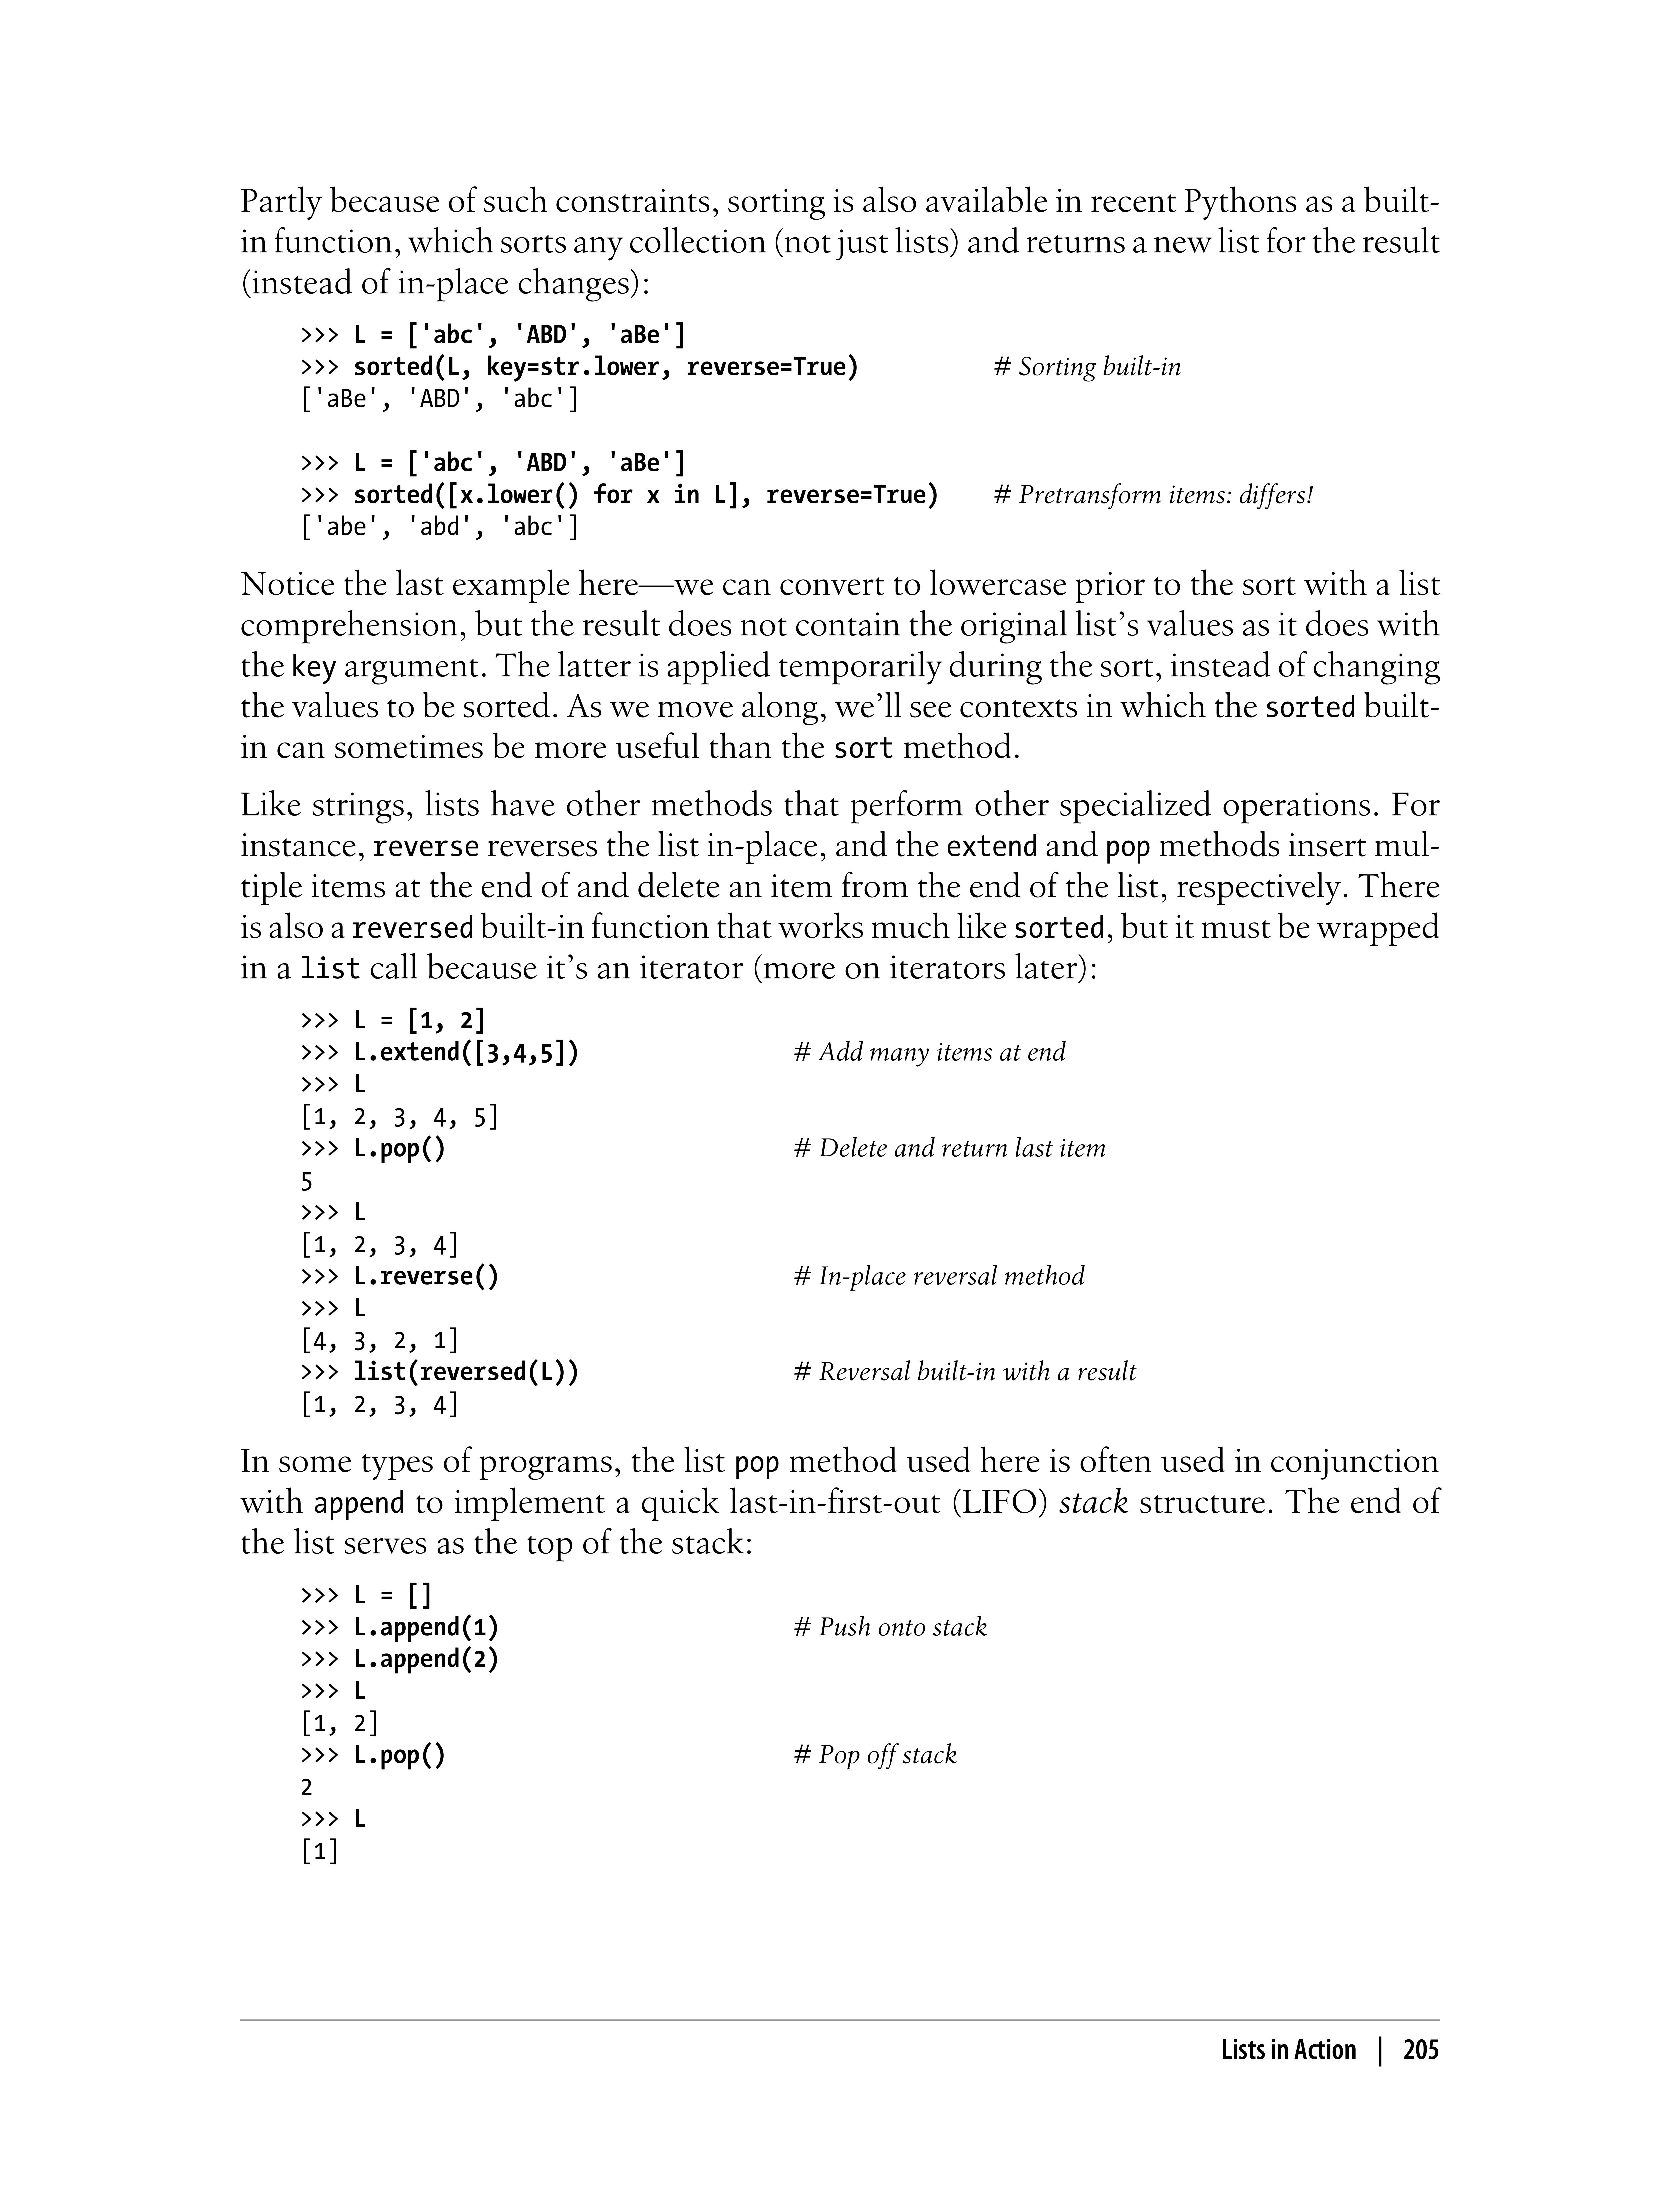 Partly because of such constraints, sorting is also available in recent Pythons as a built-
in function, which sorts any collection (not just lists) and returns a new list for the result
(instead of in-place changes):
>>> L = ['abc', 'ABD', 'aBe']
>>> sorted(L, key=str.lower, reverse=True) # Sorting built-in
['aBe', 'ABD', 'abc']
>>> L = ['abc', 'ABD', 'aBe']
>>> sorted([x.lower() for x in L], reverse=True) # Pretransform items: differs!
['abe', 'abd', 'abc']
Notice the last example here—we can convert to lowercase prior to the sort with a list
comprehension, but the result does not contain the original list’s values as it does with
the key argument. The latter is applied temporarily during the sort, instead of changing
the values to be sorted. As we move along, we’ll see contexts in which the sorted built-
in can sometimes be more useful than the sort method.
Like strings, lists have other methods that perform other specialized operations. For
instance, reverse reverses the list in-place, and the extend and pop methods insert mul-
tiple items at the end of and delete an item from the end of the list, respectively. There
is also a reversed built-in function that works much like sorted, but it must be wrapped
in a list call because it’s an iterator (more on iterators later):
>>> L = [1, 2]
>>> L.extend([3,4,5]) # Add many items at end
>>> L
[1, 2, 3, 4, 5]
>>> L.pop() # Delete and return last item
5
>>> L
[1, 2, 3, 4]
>>> L.reverse() # In-place reversal method
>>> L
[4, 3, 2, 1]
>>> list(reversed(L)) # Reversal built-in with a result
[1, 2, 3, 4]
In some types of programs, the list pop method used here is often used in conjunction
with append to implement a quick last-in-first-out (LIFO) stack structure. The end of
the list serves as the top of the stack:
>>> L = []
>>> L.append(1) # Push onto stack
>>> L.append(2)
>>> L
[1, 2]
>>> L.pop() # Pop off stack
2
>>> L
[1]
Lists in Action | 205